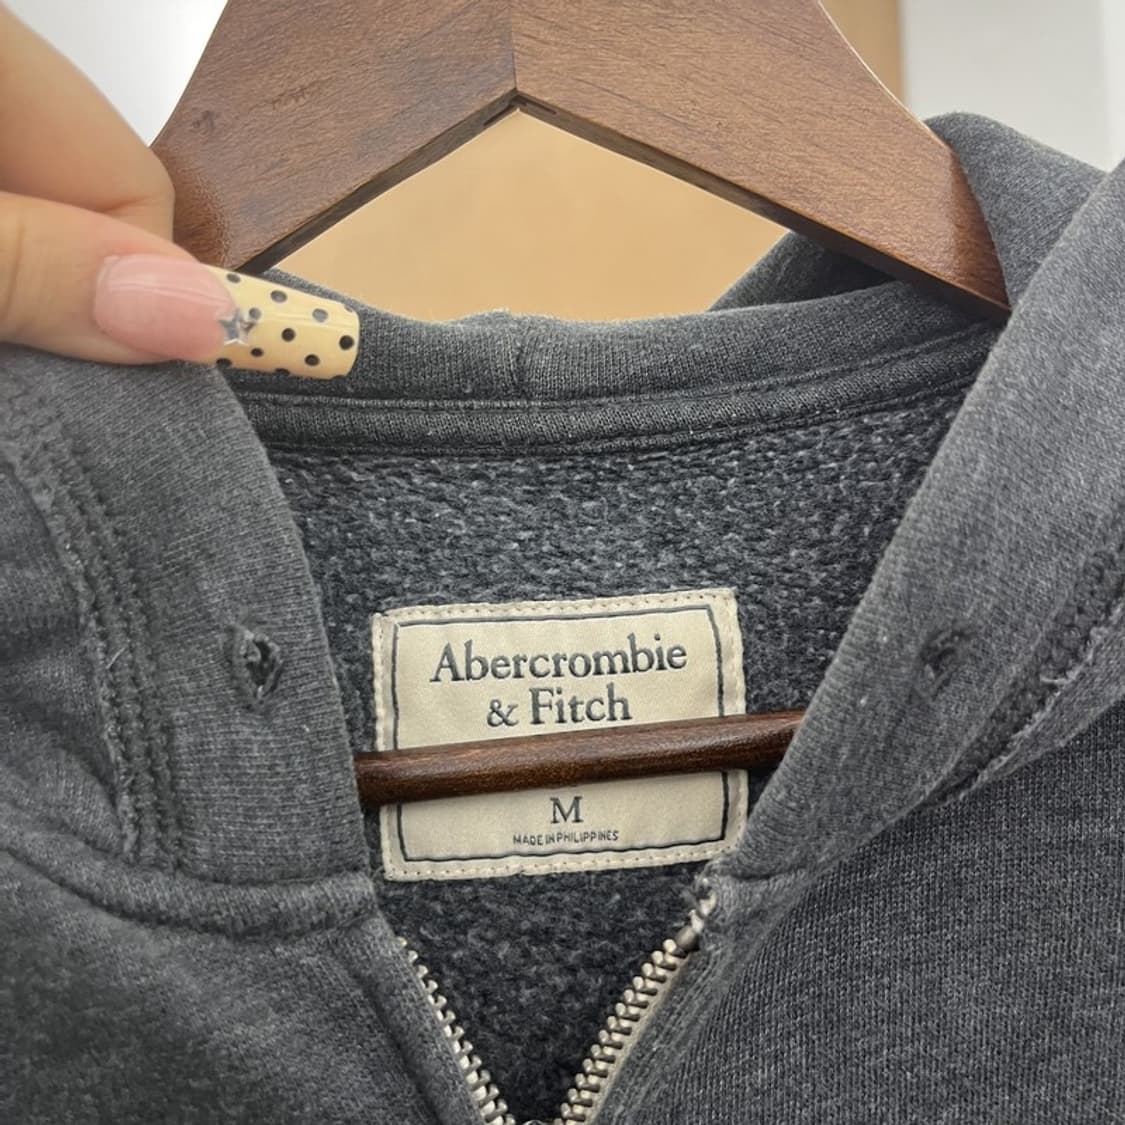 Abercrombie
& Fitch
M
MADE IN PHILIPPINES